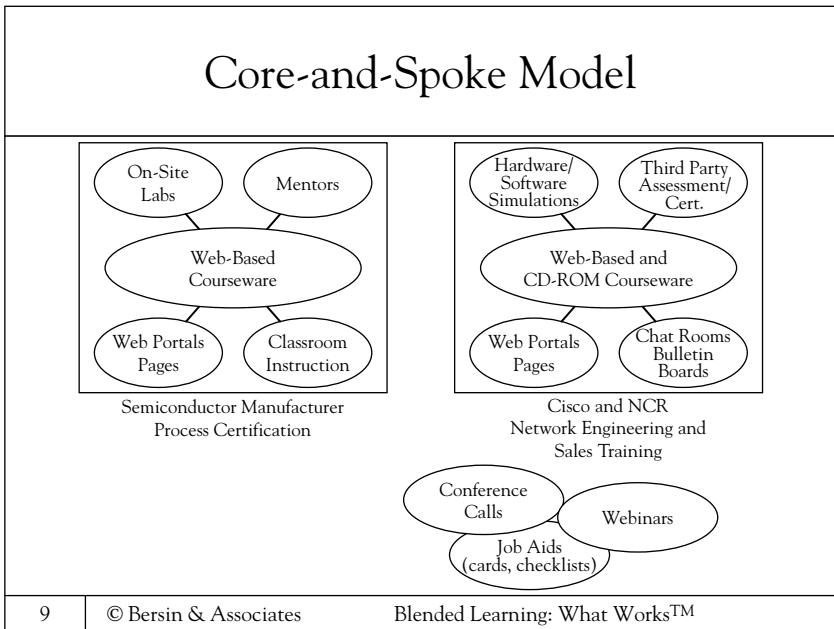 Core-and-Spoke Model
On-Site
Labs
Mentors
Web-Based
Courseware
Web Portals
Pages
Classroom
Instruction
Semiconductor Manufacturer
Process Certification
Hardware/
Software
Simulations
Third Party
Assessment/
Cert.
Web-Based and
CD-ROM Courseware
Web Portals
Pages
Chat Rooms
Bulletin
Boards
Cisco and NCR
Network Engineering and
Sales Training
Conference
Calls
Webinars
Job Aids
(cards, checklists)
9
© Bersin & Associates
Blended Learning: What Works™